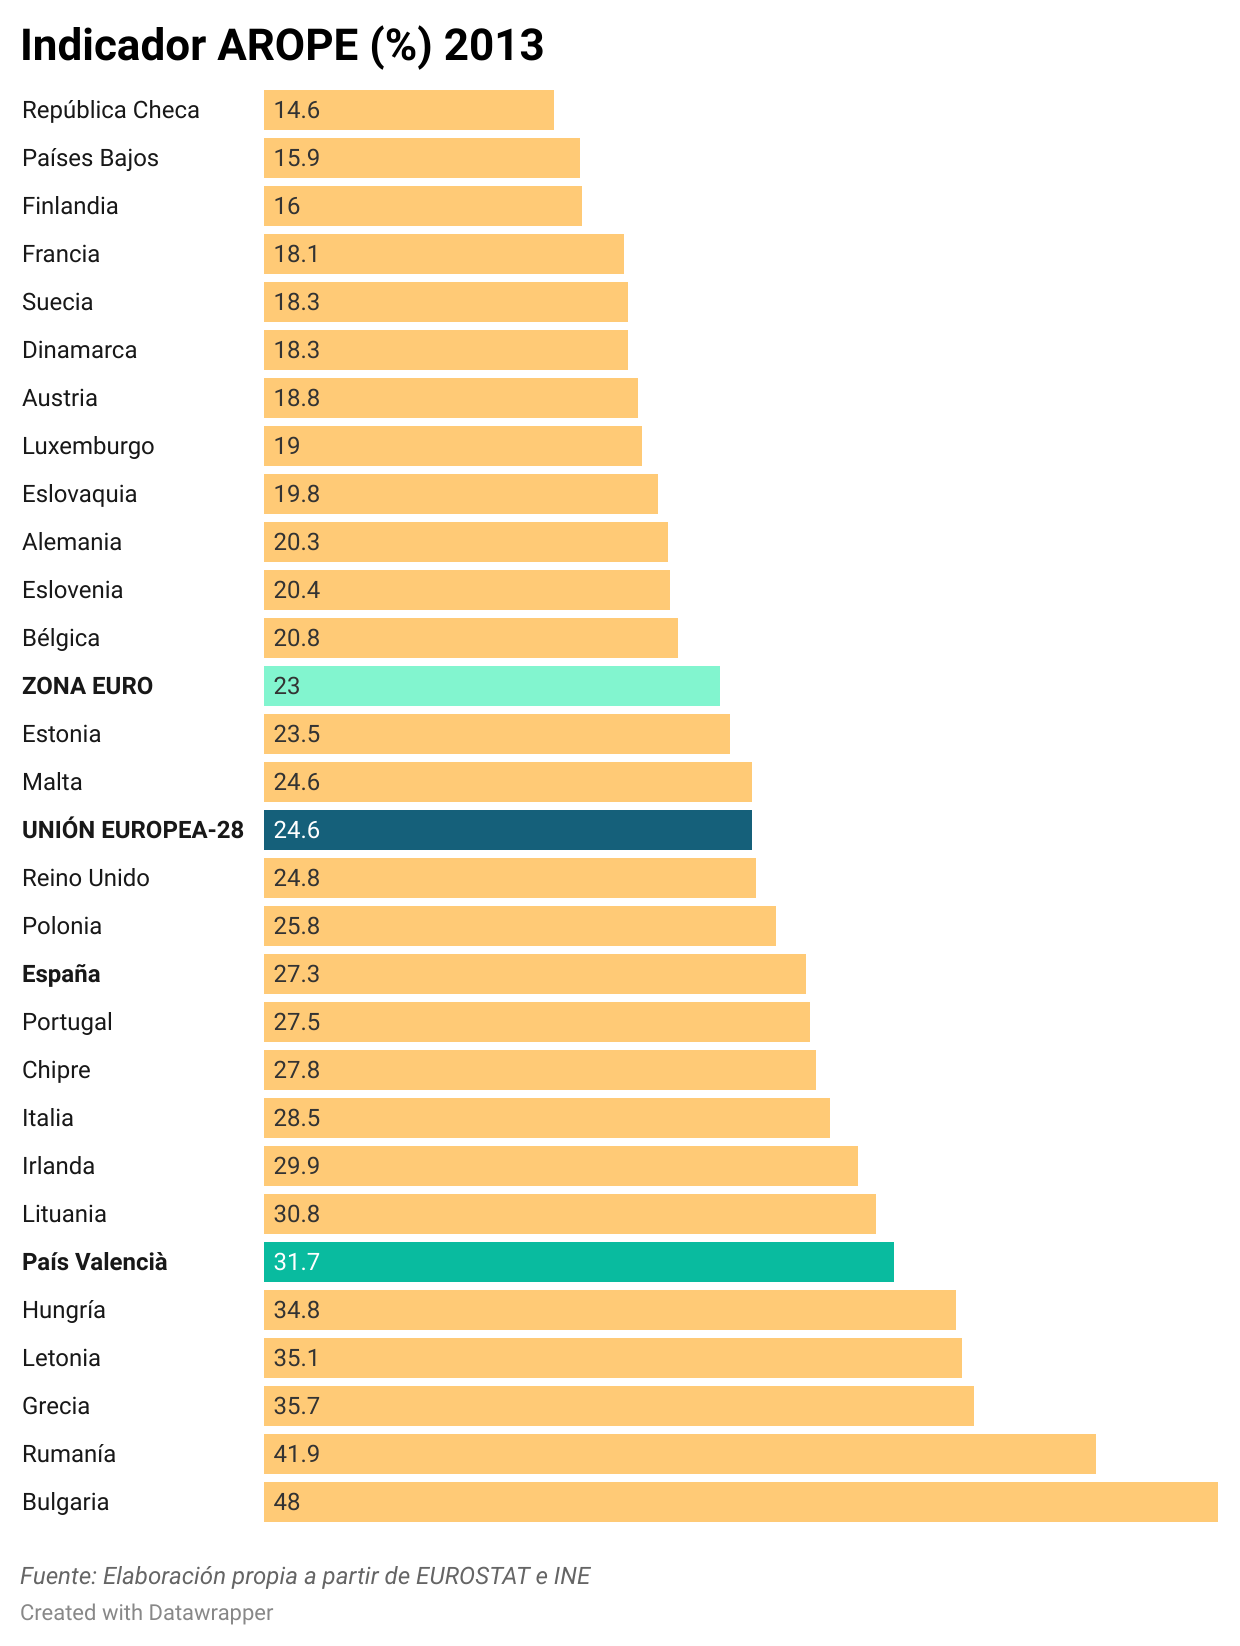 Indicador AROPE (%) 2013
República Checa 14.6
Países Bajos 15.9
Finlandia 16
Francia 18.1
Suecia 18.3
Dinamarca 18.3
Austria 18.8
Luxemburgo 19
Eslovaquia 19.8
Alemania 20.3
Eslovenia 20.4
Bélgica 20.8
ZONA EURO 23
Estonia 23.5
Malta 24.6
UNIÓN EUROPEA-28 24.6
Reino Unido 24.8
Polonia 25.8
España 27.3
Portugal 27.5
Chipre 27.8
Italia 28.5
Irlanda 29.9
Lituania 30.8
País Valencià 31.7
Hungría 34.8
Letonia 35.1
Grecia 35.7
Rumanía 41.9
Bulgaria 48
Fuente: Elaboración propia a partir de EUROSTAT e INE
Created with Datawrapper